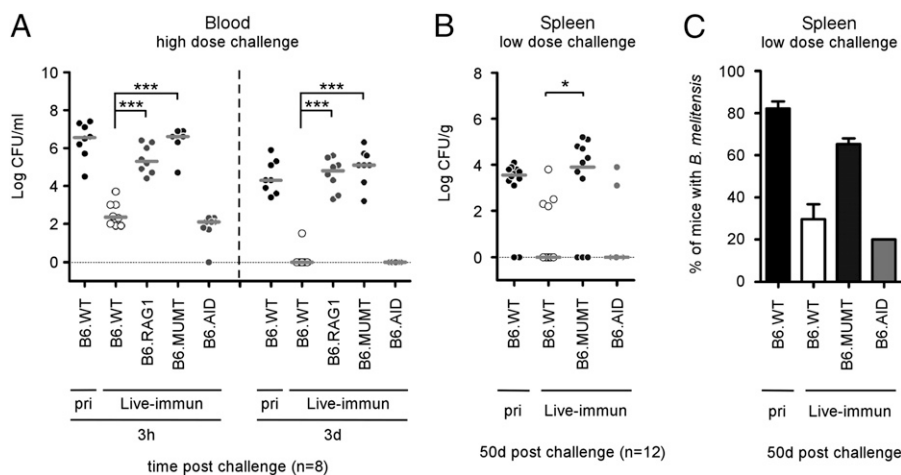 A
Blood
high dose challenge
Log CFU/ml
10
8
6
4
2
0
***
***
***
***
B6.WT
B6.WT
B6.RAG1
B6.MUMT
B6.AID
B6.WT
B6.WT
B6.RAG1
B6.MUMT
B6.AID
pri
Live-immun
pri
Live-immun
3h
3d
time post challenge (n=8)
B
Spleen
low dose challenge
Log CFU/g
8
6
4
2
0
*
B6.WT
B6.WT
B6.MUMT
B6.AID
pri
Live-immun
50d post challenge (n=12)
C
Spleen
low dose challenge
% of mice with B. melitensis
100
80
60
40
20
0
B6.WT
B6.WT
B6.MUMT
B6.AID
pri
Live-immun
50d post challenge